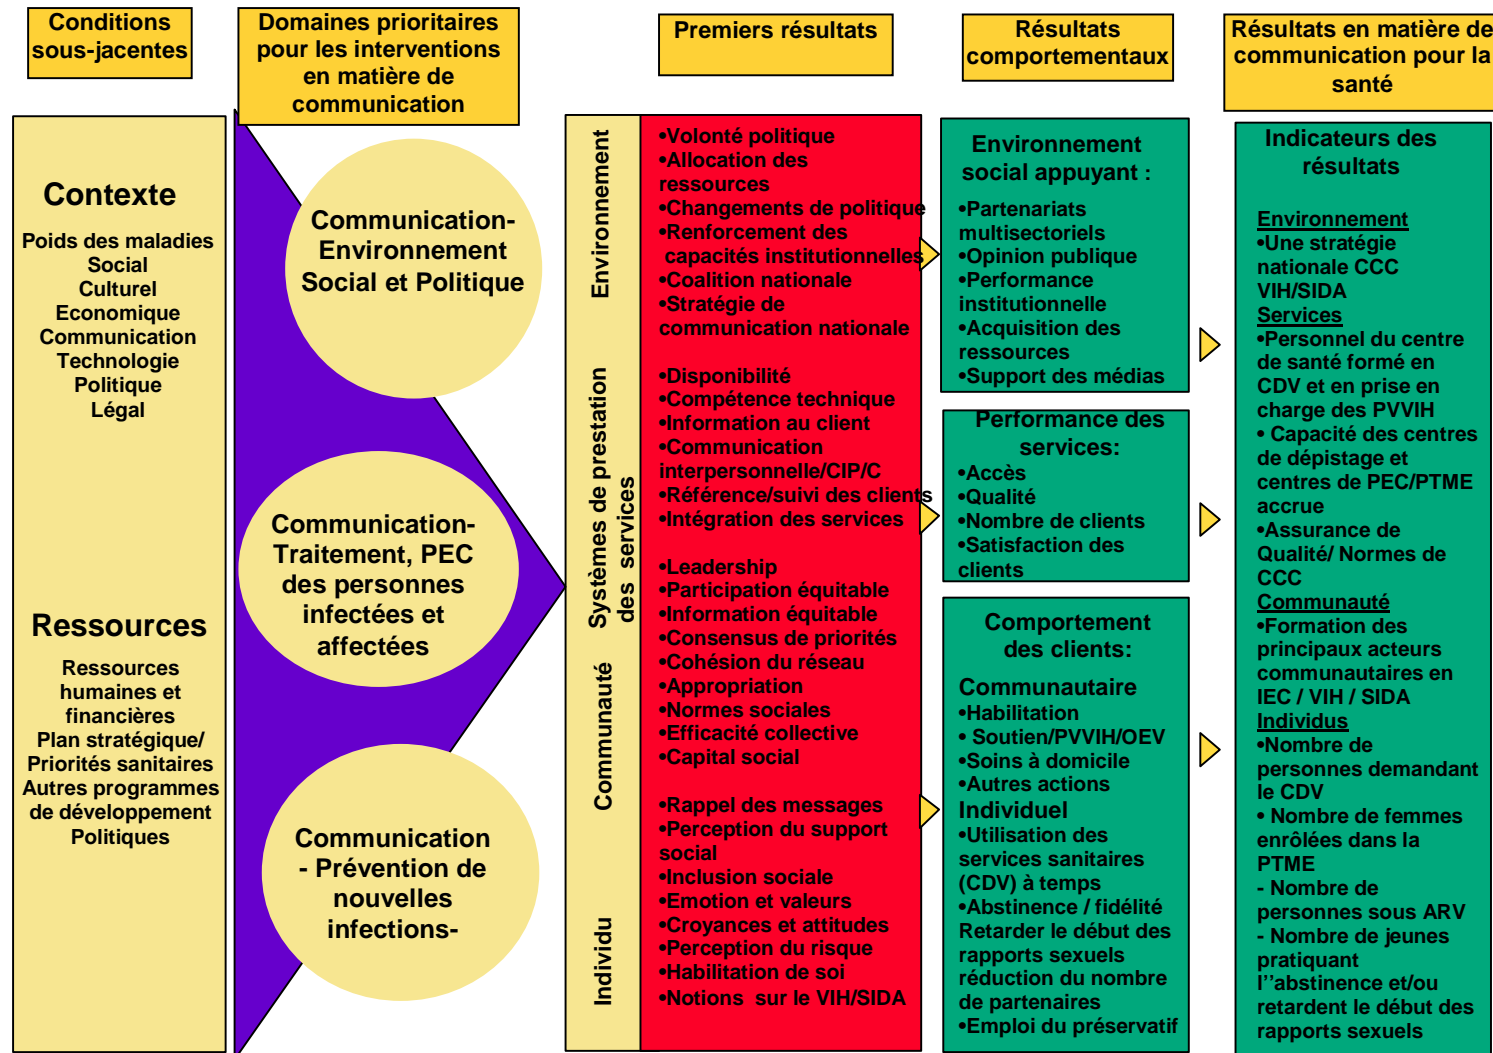 Conditions
sous-jacentes
Domaines prioritaires
pour les interventions
en matière de
communication
Premiers résultats
Résultats
comportementaux
Résultats en matière de
communication pour la
santé
Contexte
Poids des maladies
Social
Culturel
Economique
Communication
Technologie
Politique
Légal
Ressources
Ressources
humaines et
financières
Plan stratégique/
Priorités sanitaires
Autres programmes
de développement
Politiques
Communication-
Environnement
Social et Politique
Communication-
Traitement, PEC
des personnes
infectées et
affectées
Communication
- Prévention de
nouvelles
infections-
Environnement
Systèmes de prestation
des services
Communauté
Individu
•Volonté politique
•Allocation des
ressources
•Changements de politique
•Renforcement des
capacités institutionnelles
•Coalition nationale
•Stratégie de
communication nationale
•Disponibilité
•Compétence technique
•Information au client
•Communication
interpersonnelle/CIP/C
•Référence/suivi des clients
•Intégration des services
•Leadership
•Participation équitable
•Information équitable
•Consensus de priorités
•Cohésion du réseau
•Appropriation
•Normes sociales
•Efficacité collective
•Capital social
•Rappel des messages
•Perception du support
social
•Inclusion sociale
•Emotion et valeurs
•Croyances et attitudes
•Perception du risque
•Habilitation de soi
•Notions sur le VIH/SIDA
Environnement
social appuyant :
•Partenariats
multisectoriels
•Opinion publique
•Performance
institutionnelle
•Acquisition des
ressources
•Support des médias
Performance des
services:
•Accès
•Qualité
•Nombre de clients
•Satisfaction des
clients
Comportement
des clients:
Communautaire
•Habilitation
• Soutien/PVVIH/OEV
•Soins à domicile
•Autres actions
Individuel
•Utilisation des
services sanitaires
(CDV) à temps
•Abstinence / fidélité
Retarder le début des
rapports sexuels
réduction du nombre
de partenaires
•Emploi du préservatif
Indicateurs des
résultats
Environnement
•Une stratégie
nationale CCC
VIH/SIDA
Services
•Personnel du centre
de santé formé en
CDV et en prise en
charge des PVVIH
• Capacité des centres
de dépistage et
centres de PEC/PTME
accrue
•Assurance de
Qualité/ Normes de
CCC
Communauté
•Formation des
principaux acteurs
communautaires en
IEC / VIH / SIDA
Individus
•Nombre de
personnes demandant
le CDV
• Nombre de femmes
enrôlées dans la
PTME
- Nombre de
personnes sous ARV
- Nombre de jeunes
pratiquant
l''abstinence et/ou
retardent le début des
rapports sexuels